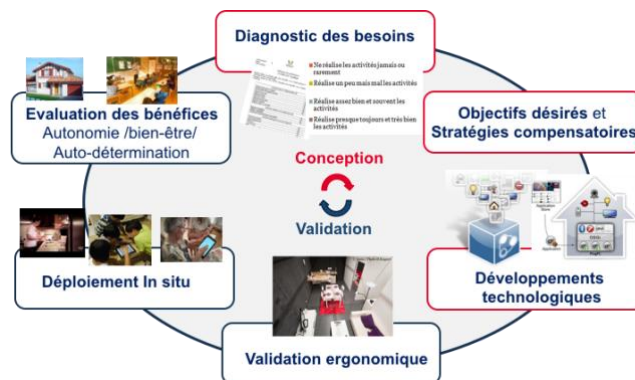 Diagnostic des besoins
Ne réalise les activités jamais ou
rarement
Réalise un peu mais mal les activités
Réalise assez bien et souvent les
activités
Réalise presque toujours et très bien
les activités
Evaluation des bénéfices
Autonomie /bien-être/
Auto-détermination
Objectifs désirés et
Stratégies compensatoires
Conception
Validation
Déploiement In situ
Développements
technologiques
Validation ergonomique